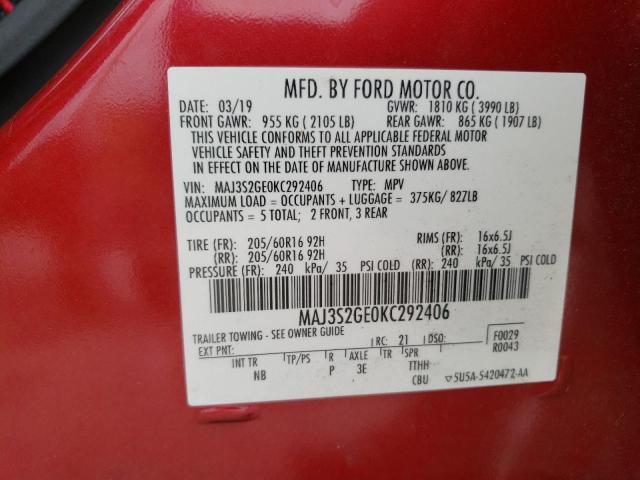 MFD. BY FORD MOTOR CO.
DATE: 03/19 GVWR: 1810 KG ( 3990 LB)
FRONT GAWR: 955 KG ( 2105 LB) REAR GAWR: 865 KG ( 1907 LB)
THIS VEHICLE CONFORMS TO ALL APPLICABLE FEDERAL MOTOR
VEHICLE SAFETY AND THEFT PREVENTION STANDARDS
IN EFFECT ON THE DATE OF MANUFACTURE SHOWN ABOVE.
VIN: MAJ3S2GE0KC292406 TYPE: MPV
MAXIMUM LOAD = OCCUPANTS + LUGGAGE = 375KG/ 827LB
OCCUPANTS = 5 TOTAL; 2 FRONT, 3 REAR
TIRE (FR): 205/60R16 92H RIMS (FR): 16x6.5J
(RR): 205/60R16 92H (RR): 16x6.5J
PRESSURE (FR): 240 kPa/ 35 PSI COLD (RR): 240 kPa/ 35 PSI COLD
MAJ3S2GE0KC292406
TRAILER TOWING - SEE OWNER GUIDE
EXT PNT: RC: 21 DSO: F0029
R0043
INT TR TP/PS R AXLE TR SPR
NB P 3E TTHH
CBU ▽5U5A-5420472-AA